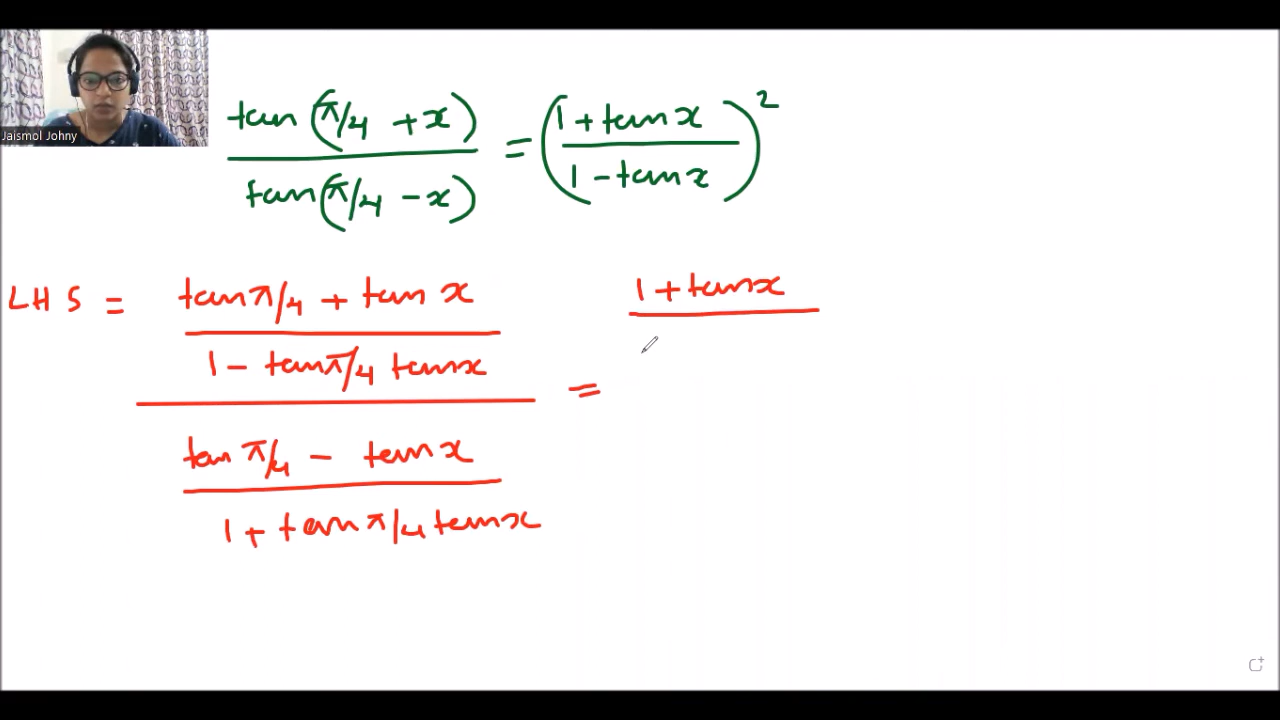 Jaismol Johny
tan(π/4 + x) / tan(π/4 - x) = ((1 + tan x) / (1 - tan x))²
LHS = ((tan π/4 + tan x) / (1 - tan π/4 tan x)) / ((tan π/4 - tan x) / (1 + tan π/4 tan x)) =
1 + tan x